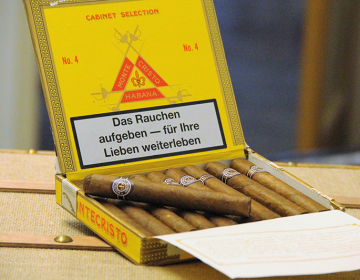 CABINET SELECTION
No. 4
No. 4
MONTE
CRISTO
HABANA
Das Rauchen
aufgeben — für Ihre
Lieben weiterleben
NTECRISTO